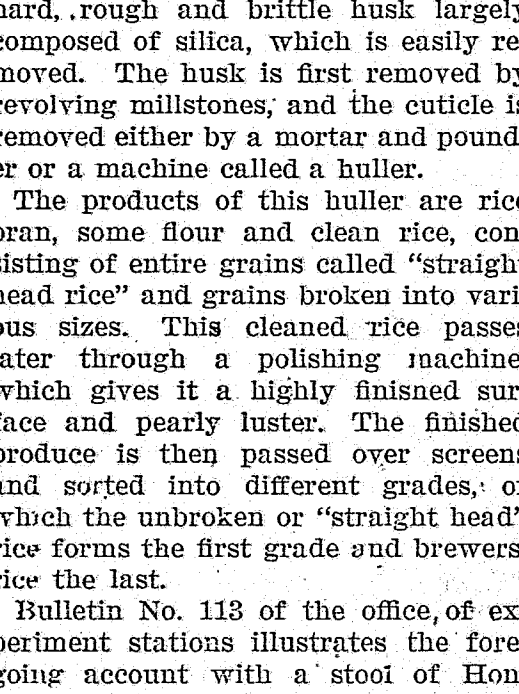 hard, rough and brittle husk largely
composed of silica, which is easily re
moved. The husk is first removed by
revolving millstones, and the cuticle is
removed either by a mortar and pound
er or a machine called a huller.
The products of this huller are rice
bran, some flour and clean rice, con
sisting of entire grains called "straight
head rice" and grains broken into vari
ous sizes. This cleaned rice passes
later through a polishing machine
which gives it a highly finisned sur
face and pearly luster. The finished
produce is then passed over screens
and sorted into different grades, of
which the unbroken or "straight head"
rice forms the first grade and brewers
rice the last.
Bulletin No. 113 of the office, of ex
periment stations illustrates the fore
going account with a stool of Hon